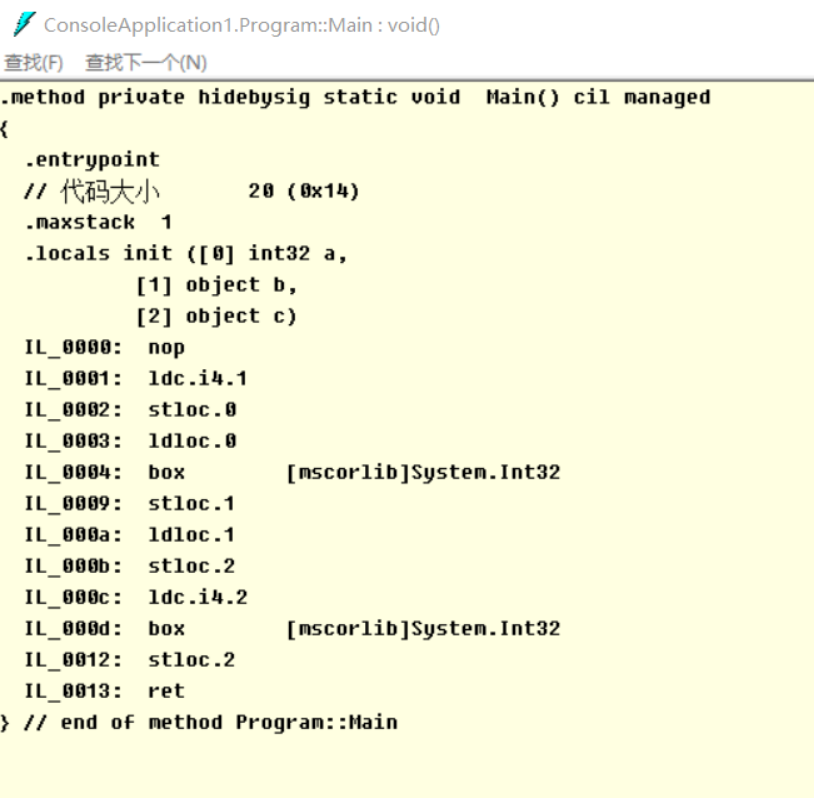 ConsoleApplication1.Program::Main : void()
查找(F) 查找下一个(N)
.method private hidebysig static void  Main() cil managed
{
  .entrypoint
  // 代码大小       20 (0x14)
  .maxstack  1
  .locals init ([0] int32 a,
           [1] object b,
           [2] object c)
  IL_0000:  nop
  IL_0001:  ldc.i4.1
  IL_0002:  stloc.0
  IL_0003:  ldloc.0
  IL_0004:  box        [mscorlib]System.Int32
  IL_0009:  stloc.1
  IL_000a:  ldloc.1
  IL_000b:  stloc.2
  IL_000c:  ldc.i4.2
  IL_000d:  box        [mscorlib]System.Int32
  IL_0012:  stloc.2
  IL_0013:  ret
} // end of method Program::Main